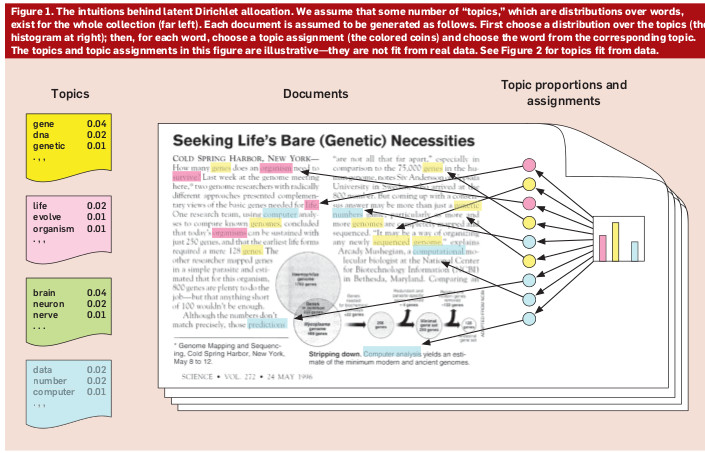 Figure 1. The intuitions behind latent Dirichlet allocation. We assume that some number of "topics," which are distributions over words,
exist for the whole collection (far left). Each document is assumed to be generated as follows. First choose a distribution over the topics (the
histogram at right); then, for each word, choose a topic assignment (the colored coins) and choose the word from the corresponding topic.
The topics and topic assignments in this figure are illustrative—they are not fit from real data. See Figure 2 for topics fit from data.
Topics
Documents
Topic proportions and
assignments
gene 0.04
dna 0.02
genetic 0.01
. , ,
life 0.02
evolve 0.01
organism 0.01
. , ,
brain 0.04
neuron 0.02
nerve 0.01
. . .
data 0.02
number 0.02
computer 0.01
. , ,
Seeking Life's Bare (Genetic) Necessities
COLD SPRING HARBOR, NEW YORK—
How many genes does an organism need to
survive? Last week at the genome meeting
here,* two genome researchers with radically
different approaches presented complemen-
tary views of the basic genes needed for life.
One research team, using computer analy-
ses to compare known genomes, concluded
that today's organisms can be sustained with
just 250 genes, and that the earliest life forms
required a mere 128 genes. The
other researcher mapped genes
in a simple parasite and esti-
mated that for this organism,
800 genes are plenty to do the
job—but that anything short
of 100 wouldn't be enough.
Although the numbers don't
match precisely, those predictions
* Genome Mapping and Sequenc-
ing, Cold Spring Harbor, New York,
May 8 to 12.
"are not all that far apart," especially in
comparison to the 75,000 genes in the hu-
man genome, notes Siv Andersson
University in arrived at the
800 number. But coming up with a consen-
sus answer may be more than just a genetic
numbers particularly as more and
more genomes are completely mapped and
sequenced. "It may be a way of organizing
any newly sequenced genome," explains
Arcady Mushegian, a computational mo-
lecular biologist at the National Center
for Biotechnology Information (NCBI)
in Bethesda, Maryland. Comparing an
Stripping down. Computer analysis yields an esti-
mate of the minimum modern and ancient genomes.
SCIENCE • VOL. 272 • 24 MAY 1996